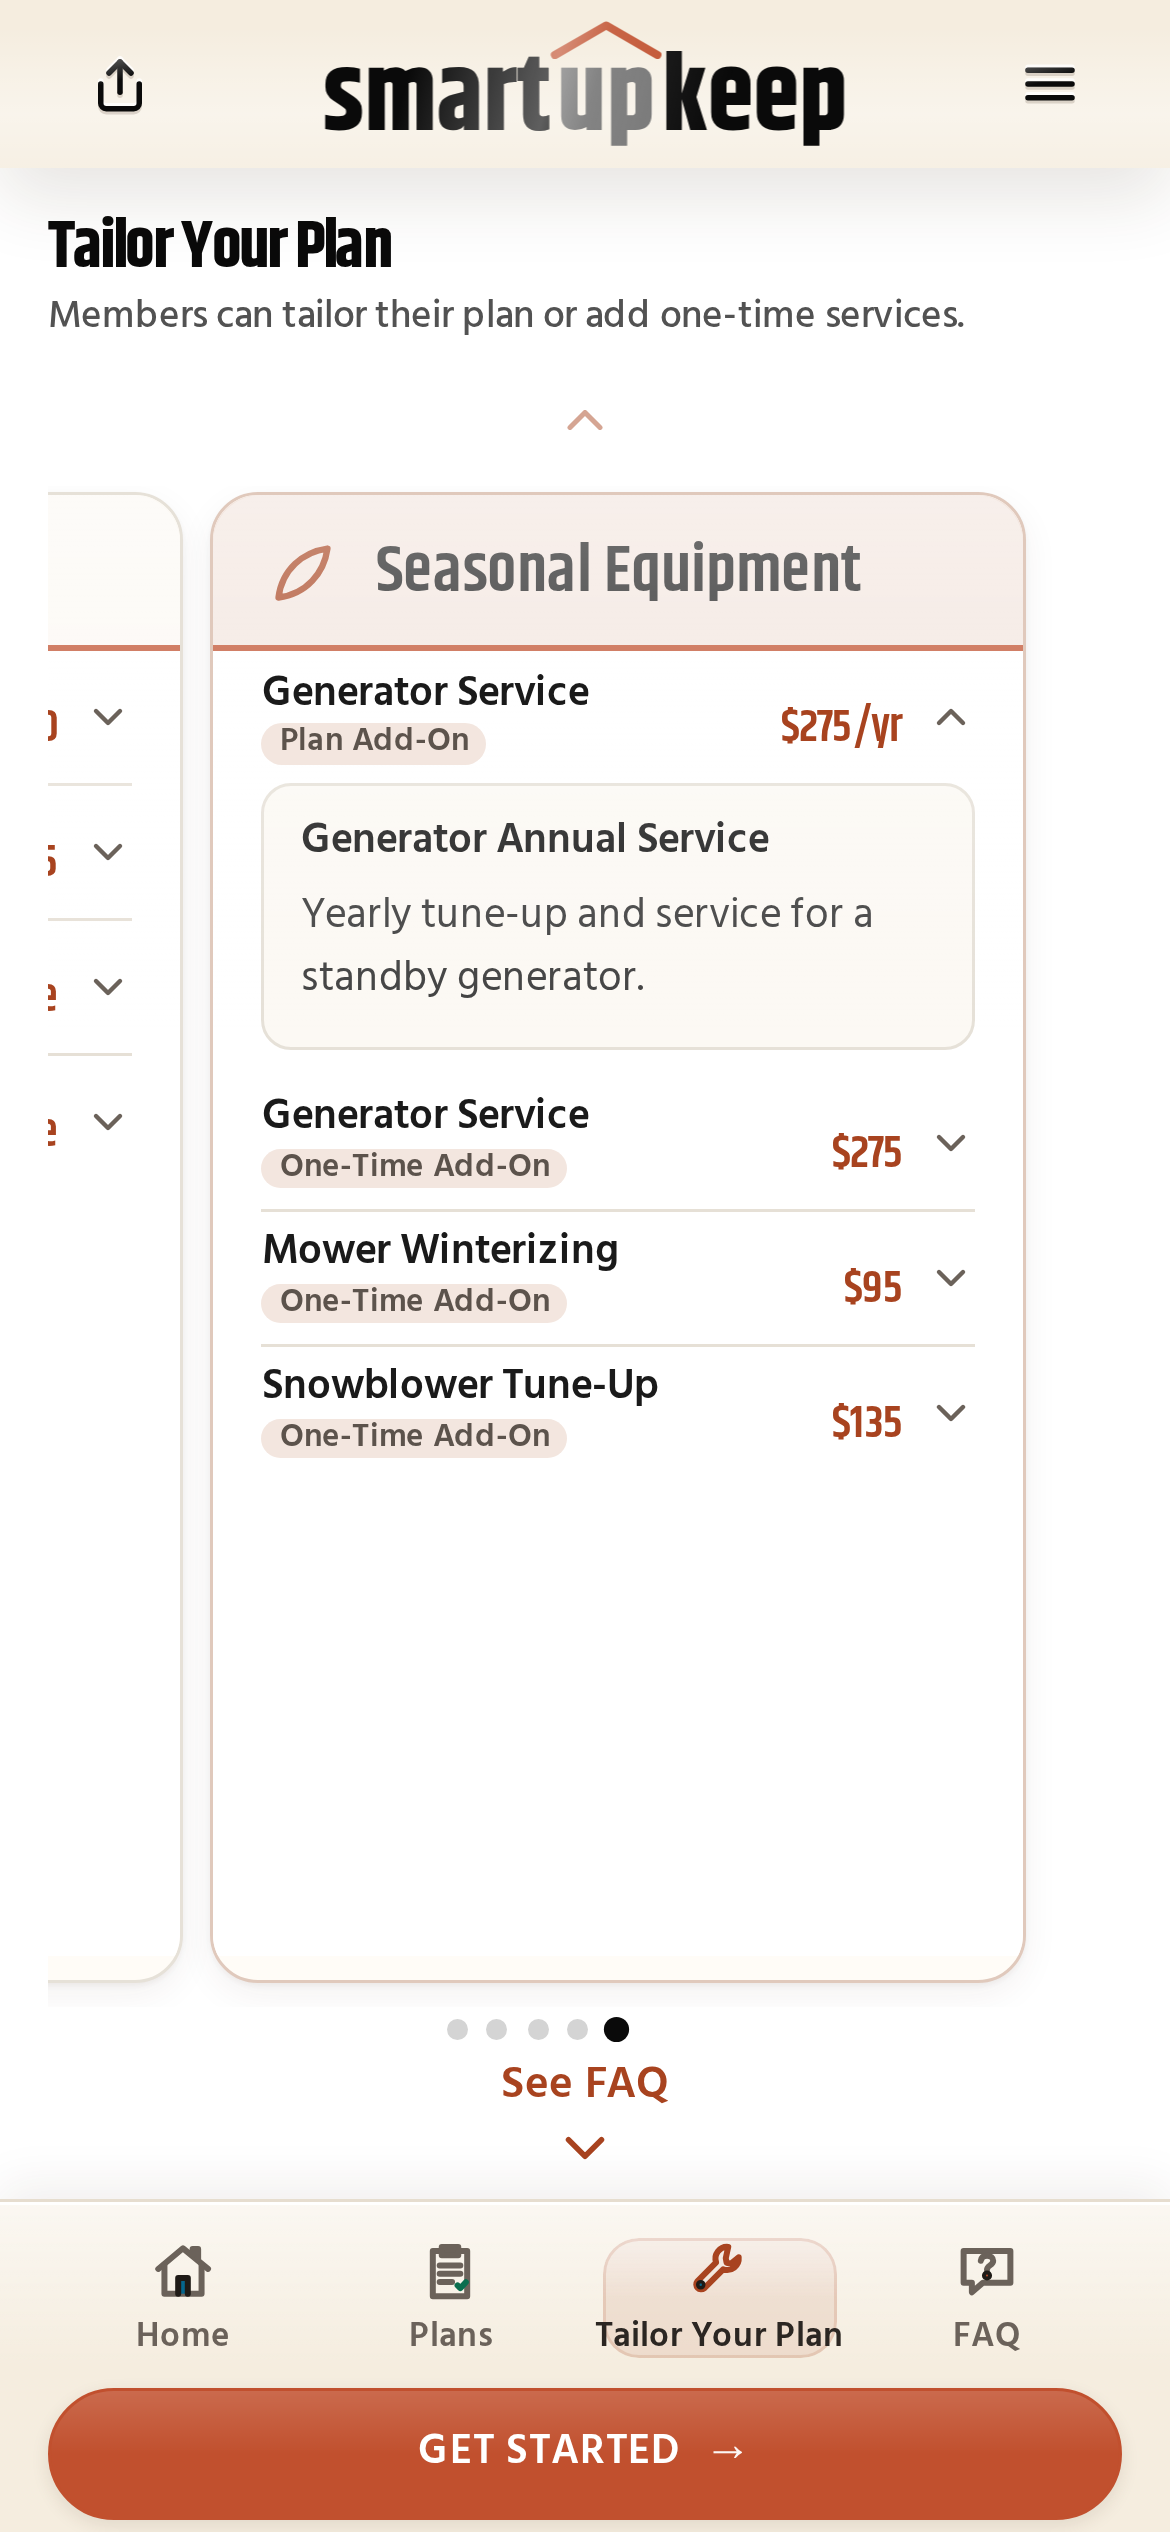 smartupkeep
Tailor Your Plan
Members can tailor their plan or add one-time services.
Seasonal Equipment
Generator Service
Plan Add-On
$275/yr
Generator Annual Service
Yearly tune-up and service for a
standby generator.
Generator Service
One-Time Add-On
$275
Mower Winterizing
One-Time Add-On
$95
Snowblower Tune-Up
One-Time Add-On
$135
See FAQ
Home
Plans
Tailor Your Plan
FAQ
GET STARTED →